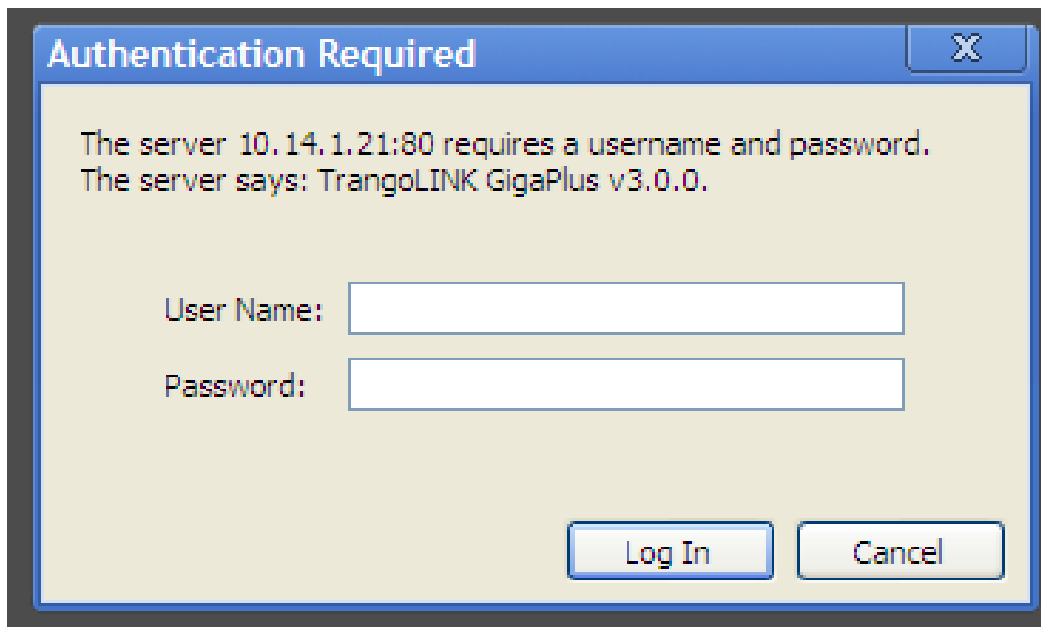 Authentication Required
X
The server 10.14.1.21:80 requires a username and password.
The server says: TrangoLINK GigaPlus v3.0.0.
User Name:
Password:
Log In
Cancel